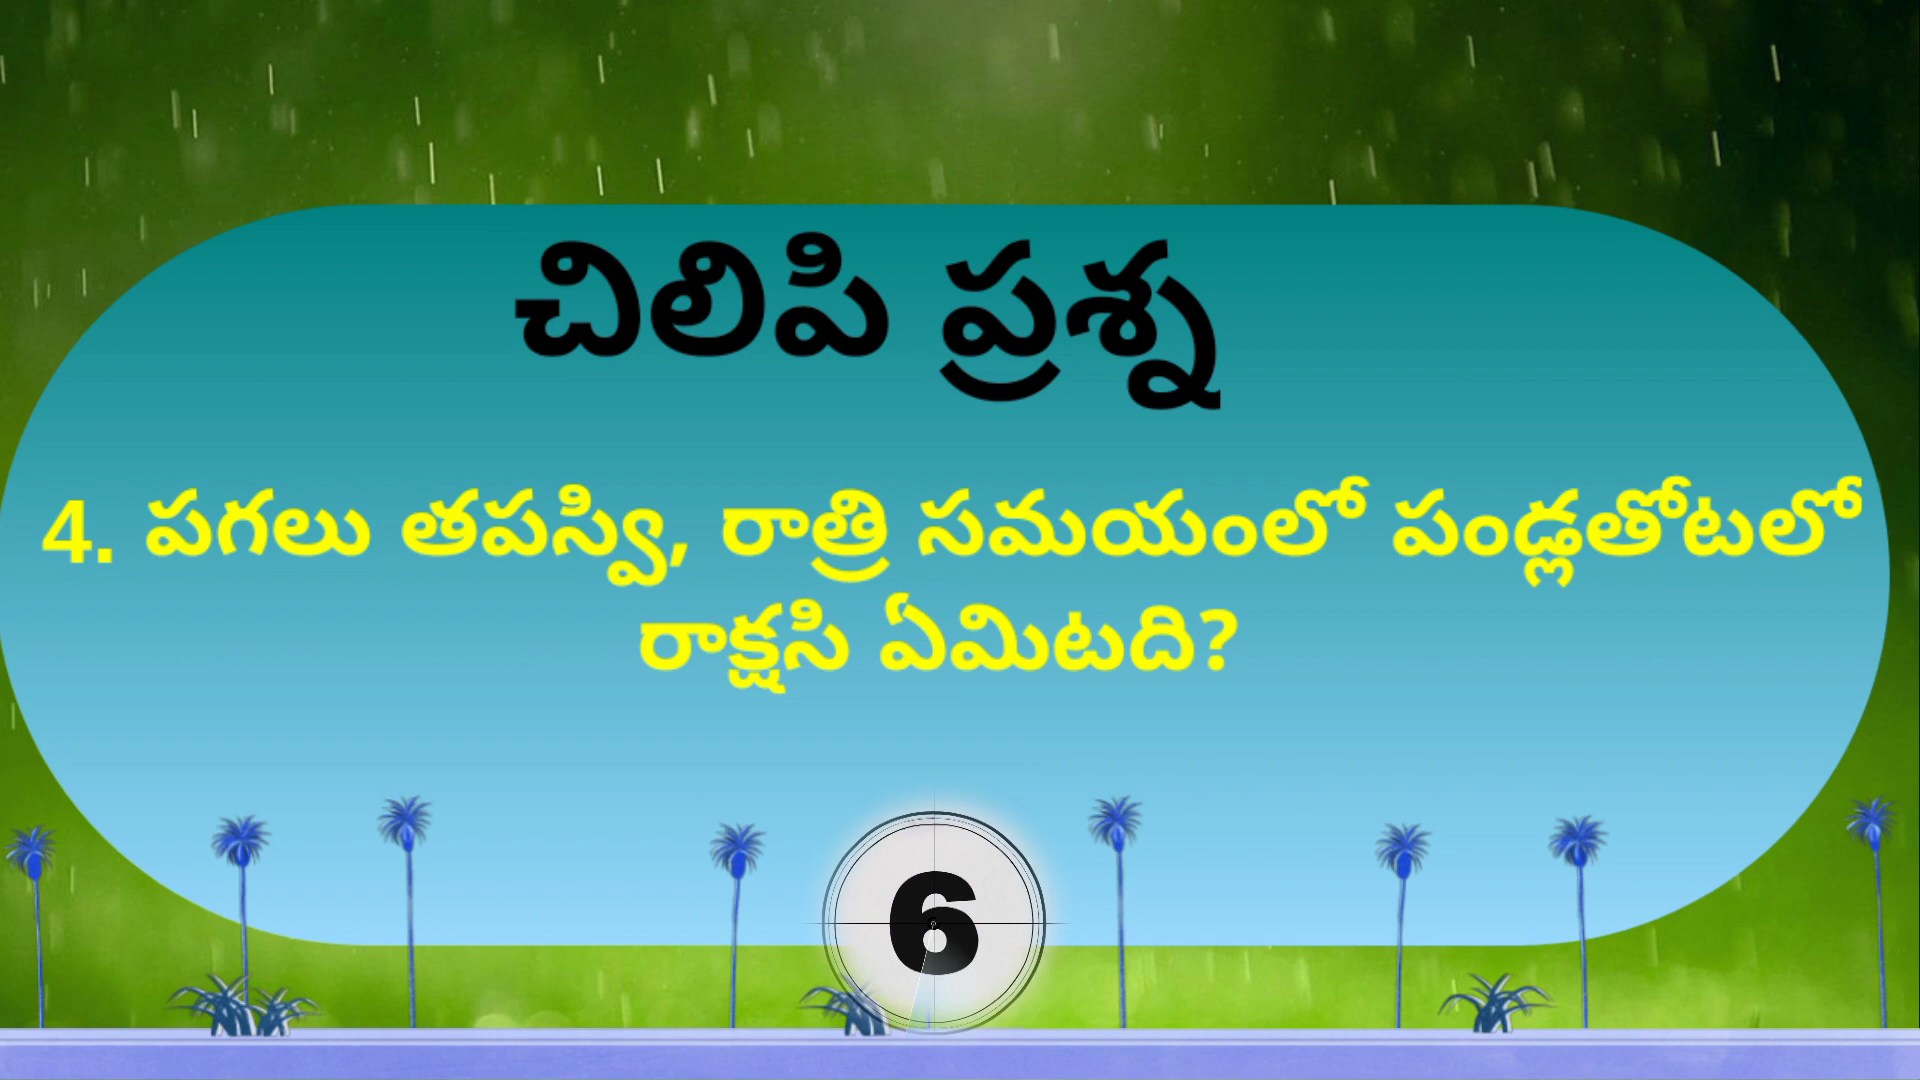 చిలిపి ప్రశ్న
4. పగలు తపస్వి, రాత్రి సమయంలో పండ్లతోటలో
రాక్షసి ఏమిటది?
6